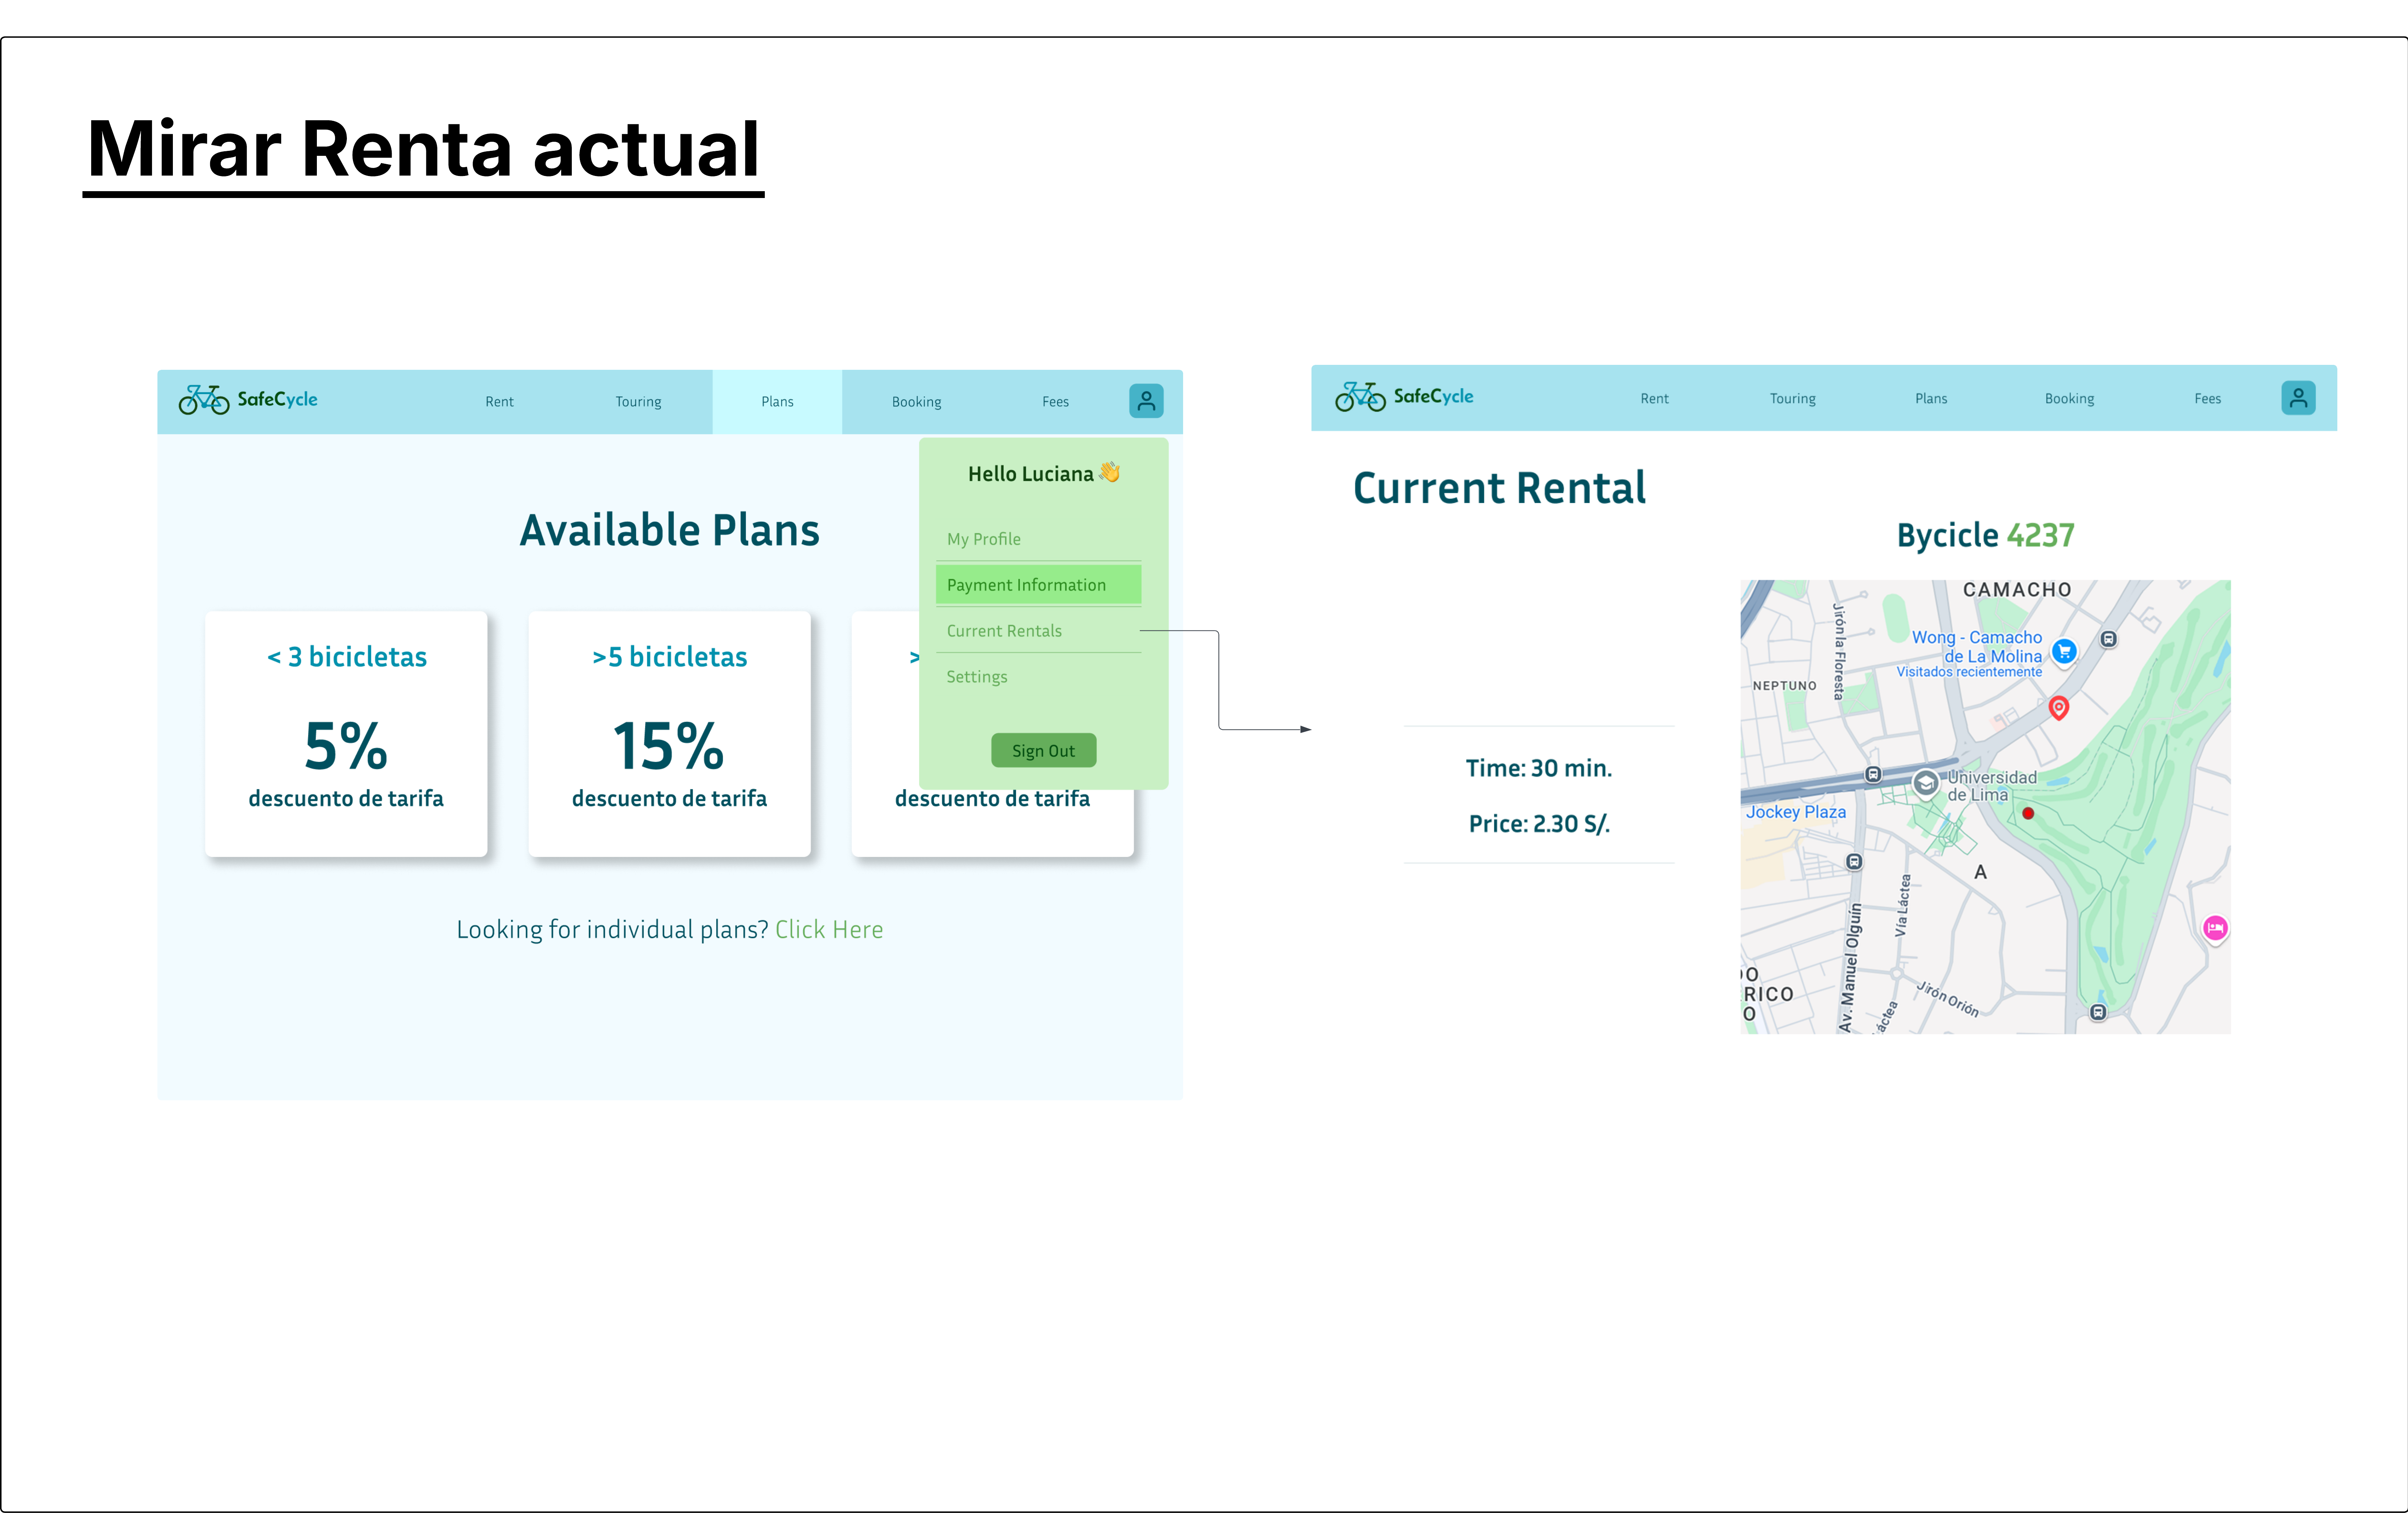 Mirar Renta actual
SafeCycle
Rent
Touring
Plans
Booking
Fees
Hello Luciana 👋
My Profile
Payment Information
Current Rentals
Settings
Sign Out
Available Plans
< 3 bicicletas
5%
descuento de tarifa
>5 bicicletas
15%
descuento de tarifa
>
descuento de tarifa
Looking for individual plans? Click Here
SafeCycle
Rent
Touring
Plans
Booking
Fees
Current Rental
Time: 30 min.
Price: 2.30 S/.
Bycicle 4237
CAMACHO
Jirón la Floresta
Wong - Camacho
de La Molina
Visitados recientemente
NEPTUNO
Universidad
de Lima
Jockey Plaza
A
Vía Láctea
Av. Manuel Olguín
Jirón Orión
RICO
O